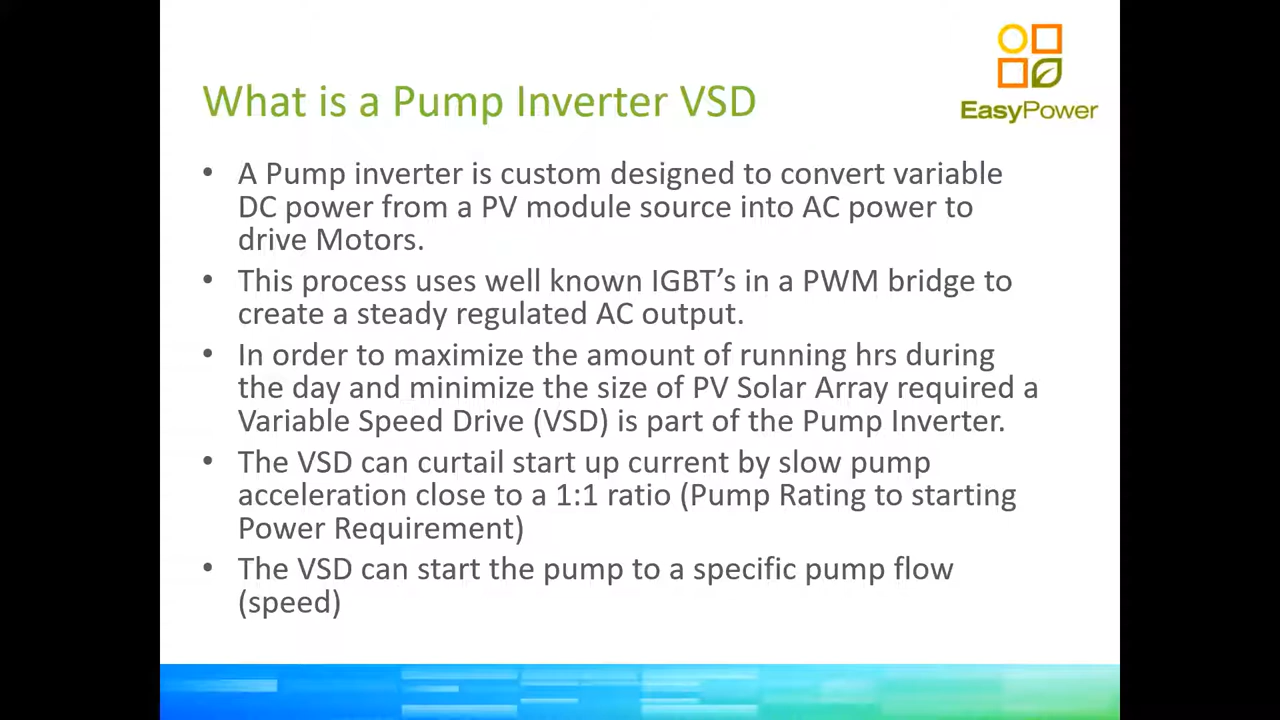 EasyPower
What is a Pump Inverter VSD
• A Pump inverter is custom designed to convert variable
DC power from a PV module source into AC power to
drive Motors.
• This process uses well known IGBT’s in a PWM bridge to
create a steady regulated AC output.
• In order to maximize the amount of running hrs during
the day and minimize the size of PV Solar Array required a
Variable Speed Drive (VSD) is part of the Pump Inverter.
• The VSD can curtail start up current by slow pump
acceleration close to a 1:1 ratio (Pump Rating to starting
Power Requirement)
• The VSD can start the pump to a specific pump flow
(speed)